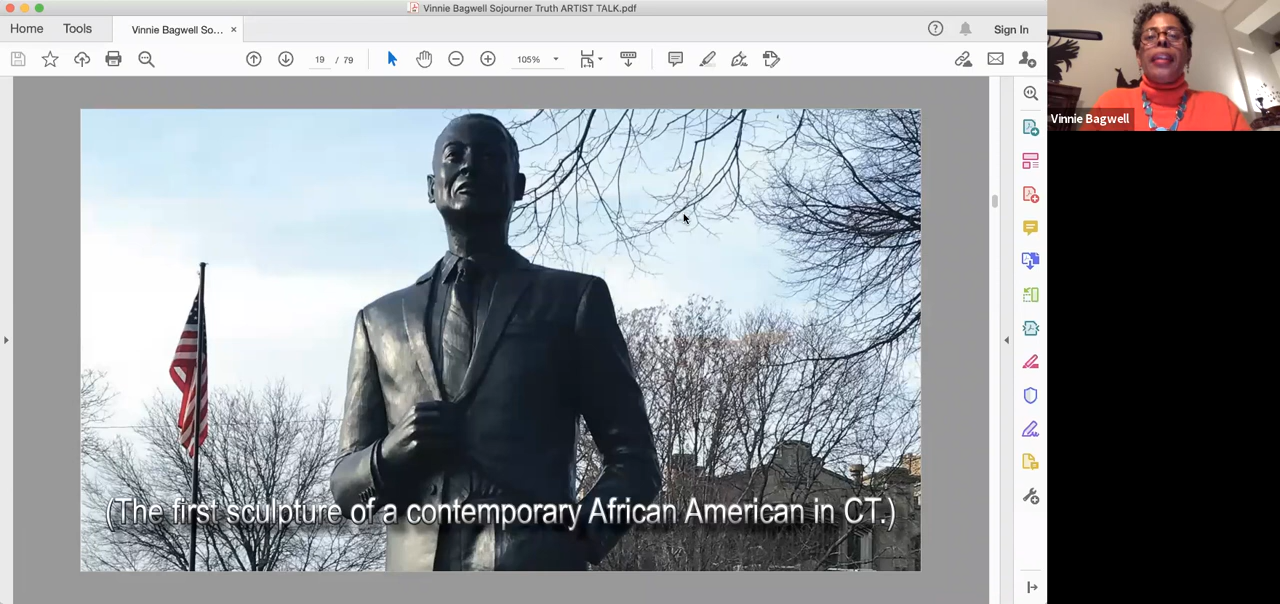 Vinnie Bagwell Sojourner Truth ARTIST TALK.pdf
Home
Tools
Vinnie Bagwell So... ×
Sign In
19 / 79
105%
Vinnie Bagwell
(The first sculpture of a contemporary African American in CT.)